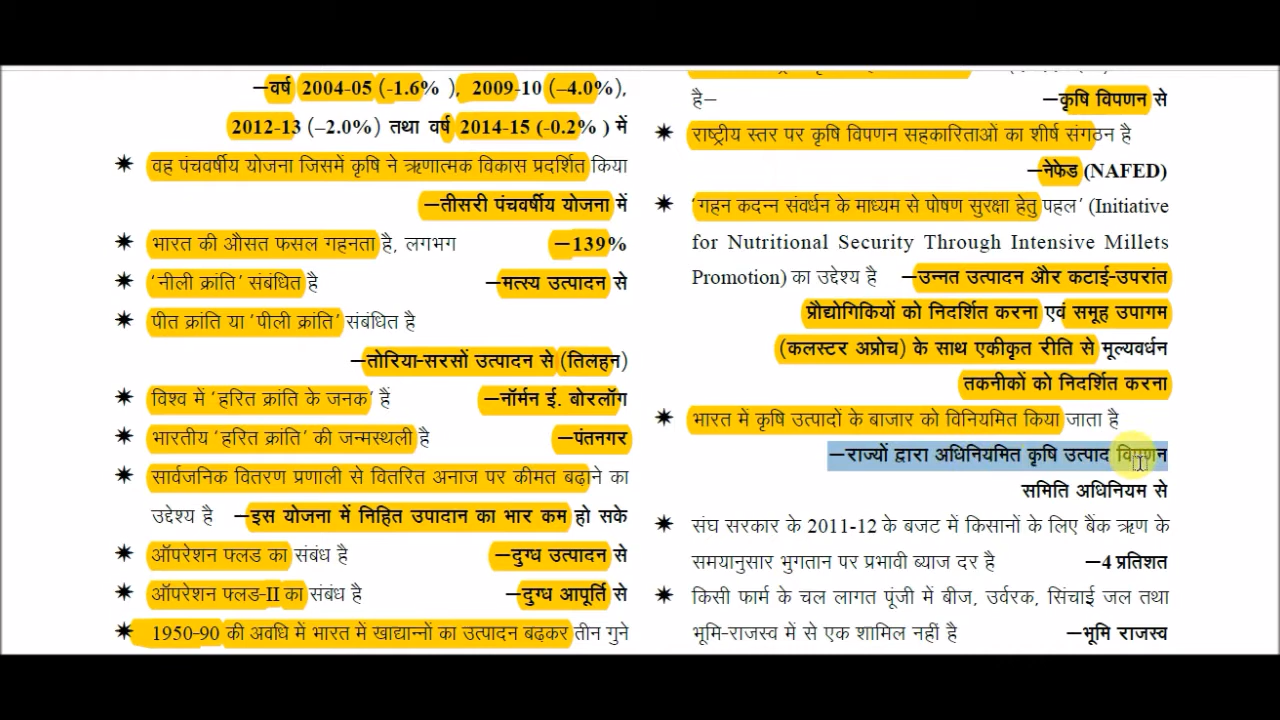 –वर्ष 2004-05 (-1.6% ), 2009-10 (–4.0%),
2012-13 (–2.0%) तथा वर्ष 2014-15 (-0.2% ) में
✷ वह पंचवर्षीय योजना जिसमें कृषि ने ऋणात्मक विकास प्रदर्शित किया
–तीसरी पंचवर्षीय योजना में
✷ भारत की औसत फसल गहनता है, लगभग –139%
✷ 'नीली क्रांति' संबंधित है –मत्स्य उत्पादन से
✷ पीत क्रांति या 'पीली क्रांति' संबंधित है
–तोरिया-सरसों उत्पादन से (तिलहन)
✷ विश्व में 'हरित क्रांति के जनक' हैं –नॉर्मन ई. बोरलॉग
✷ भारतीय 'हरित क्रांति' की जन्मस्थली है –पंतनगर
✷ सार्वजनिक वितरण प्रणाली से वितरित अनाज पर कीमत बढ़ाने का
उद्देश्य है –इस योजना में निहित उपादान का भार कम हो सके
✷ ऑपरेशन फ्लड का संबंध है –दुग्ध उत्पादन से
✷ ऑपरेशन फ्लड-II का संबंध है –दुग्ध आपूर्ति से
✷ 1950-90 की अवधि में भारत में खाद्यान्नों का उत्पादन बढ़कर तीन गुने
है– –कृषि विपणन से
✷ राष्ट्रीय स्तर पर कृषि विपणन सहकारिताओं का शीर्ष संगठन है
–नेफेड (NAFED)
✷ 'गहन कदन्न संवर्धन के माध्यम से पोषण सुरक्षा हेतु पहल' (Initiative
for Nutritional Security Through Intensive Millets
Promotion) का उद्देश्य है –उन्नत उत्पादन और कटाई-उपरांत
प्रौद्योगिकियों को निदर्शित करना एवं समूह उपागम
(कलस्टर अप्रोच) के साथ एकीकृत रीति से मूल्यवर्धन
तकनीकों को निदर्शित करना
✷ भारत में कृषि उत्पादों के बाजार को विनियमित किया जाता है
–राज्यों द्वारा अधिनियमित कृषि उत्पाद विपणन
समिति अधिनियम से
✷ संघ सरकार के 2011-12 के बजट में किसानों के लिए बैंक ऋण के
समयानुसार भुगतान पर प्रभावी ब्याज दर है –4 प्रतिशत
✷ किसी फार्म के चल लागत पूंजी में बीज, उर्वरक, सिंचाई जल तथा
भूमि-राजस्व में से एक शामिल नहीं है –भूमि राजस्व